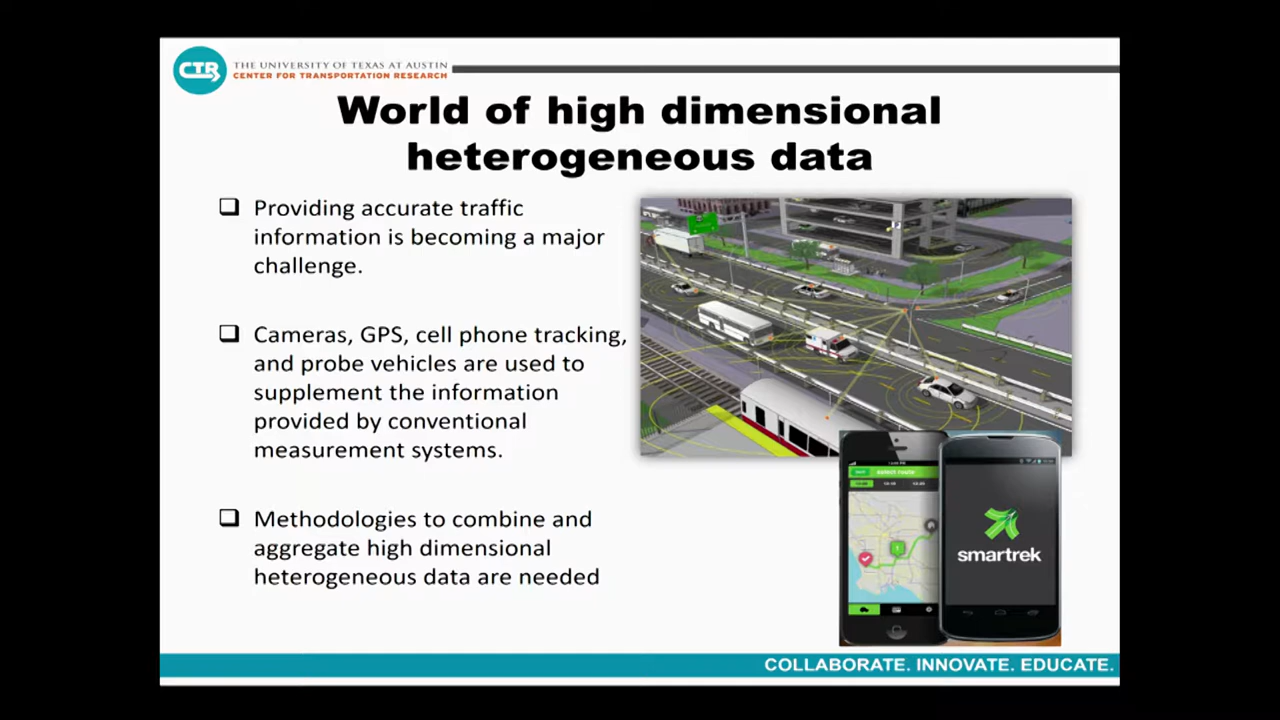 CTR
THE UNIVERSITY OF TEXAS AT AUSTIN
CENTER FOR TRANSPORTATION RESEARCH
World of high dimensional
heterogeneous data
❑ Providing accurate traffic
information is becoming a major
challenge.
❑ Cameras, GPS, cell phone tracking,
and probe vehicles are used to
supplement the information
provided by conventional
measurement systems.
❑ Methodologies to combine and
aggregate high dimensional
heterogeneous data are needed
Select route
smartrek
COLLABORATE. INNOVATE. EDUCATE.